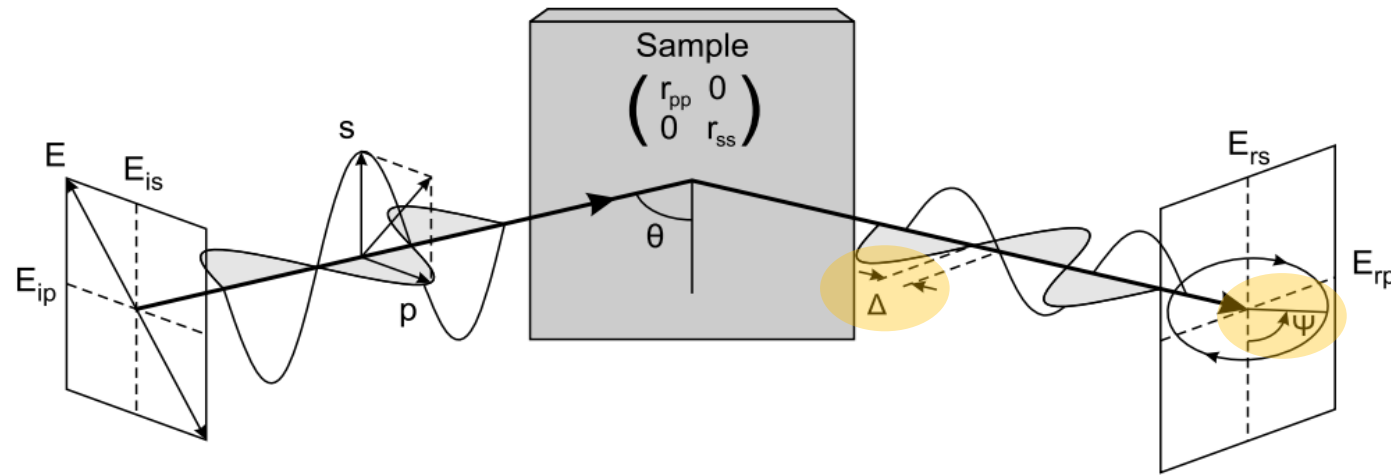 Sample
r_pp 0
0 r_ss
s
E
E_is
E_ip
p
θ
Δ
E_rs
E_rp
Ψ